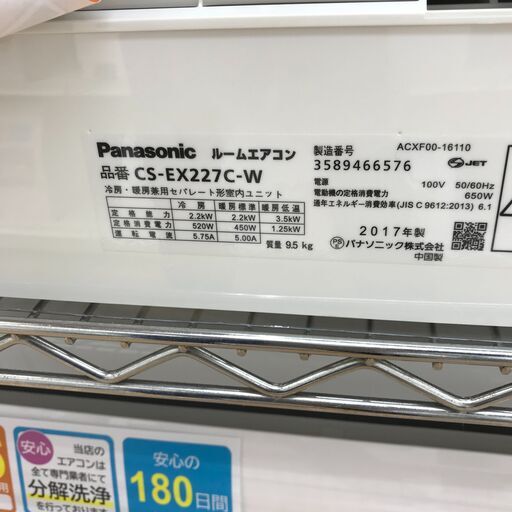 Panasonic ルームエアコン
品番 CS-EX227C-W
冷房・暖房兼用セパレート形室内ユニット
冷房 暖房標準 暖房低温
定格能力 2.2kW 2.2kW 3.5kW
定格消費電力 520W 450W 1.25kW
運転電流 5.75A 5.00A
質量 9.5kg
ACXF00-16110
製造番号
3589466576
JET
電源 100V 50/60Hz
電動機の定格消費電力 650W
通年エネルギー消費効率(JIS C 9612:2013) 6.1
2017年製
PSE パナソニック株式会社
中国製
安心
当店の
エアコンは
全て専門業者にて
分解洗浄
安心の
180日間